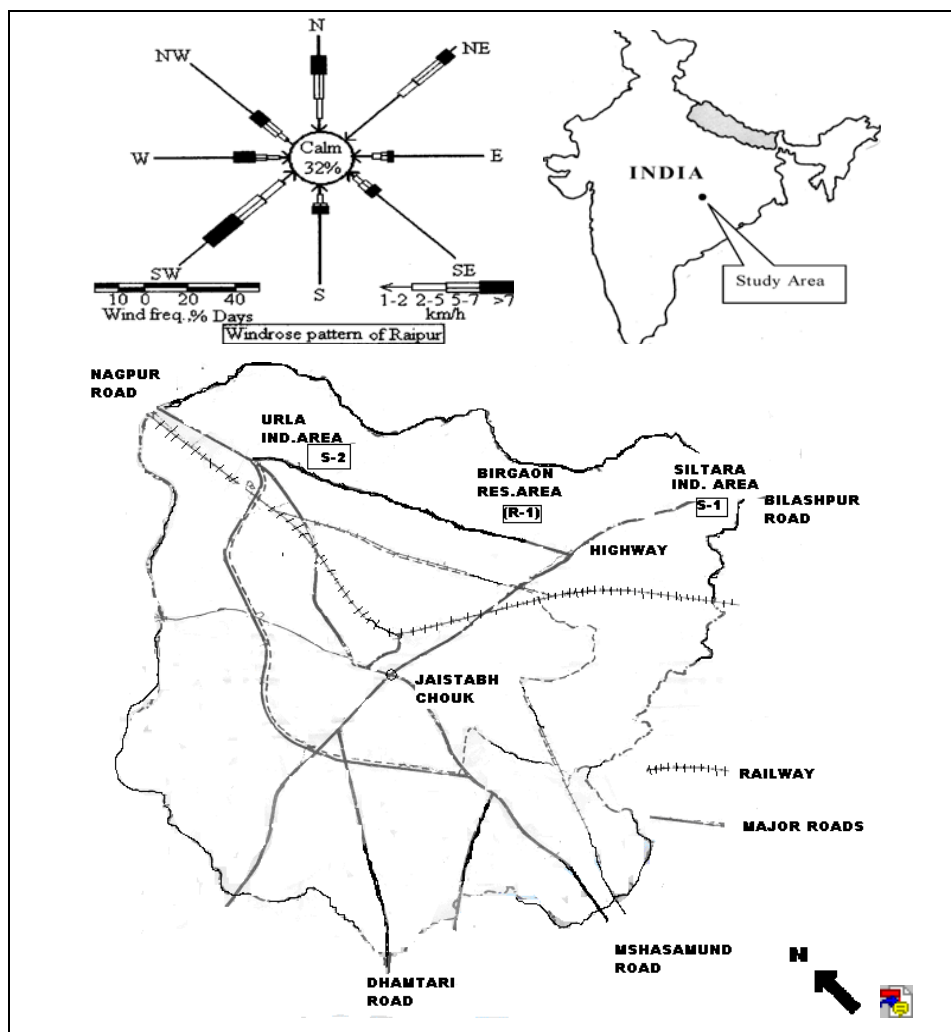 N
NW
NE
W
Calm
32%
E
SW
S
SE
10 0 20 40
Wind freq.,% Days
1-2 2-5 5-7 >7
km/h
Windrose pattern of Raipur
INDIA
Study Area
NAGPUR
ROAD
URLA
IND.AREA
S-2
BIRGAON
RES.AREA
(R-1)
SILTARA
IND. AREA
S-1
BILASHPUR
ROAD
HIGHWAY
JAISTABH
CHOUK
RAILWAY
MAJOR ROADS
MSHASAMUND
ROAD
DHAMTARI
ROAD
N